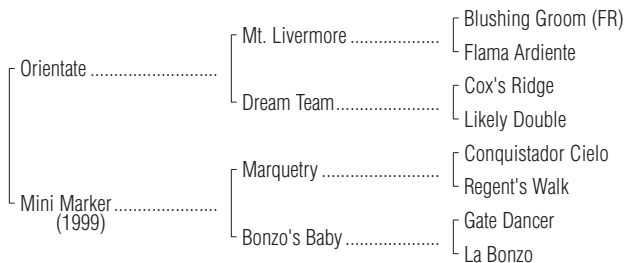 Blushing Groom (FR)
Mt. Livermore ....................
Flama Ardiente
Orientate ............................
Cox's Ridge
Dream Team.......................
Likely Double
Conquistador Cielo
Marquetry ..........................
Regent's Walk
Mini Marker.......................
(1999)
Gate Dancer
Bonzo's Baby.....................
La Bonzo